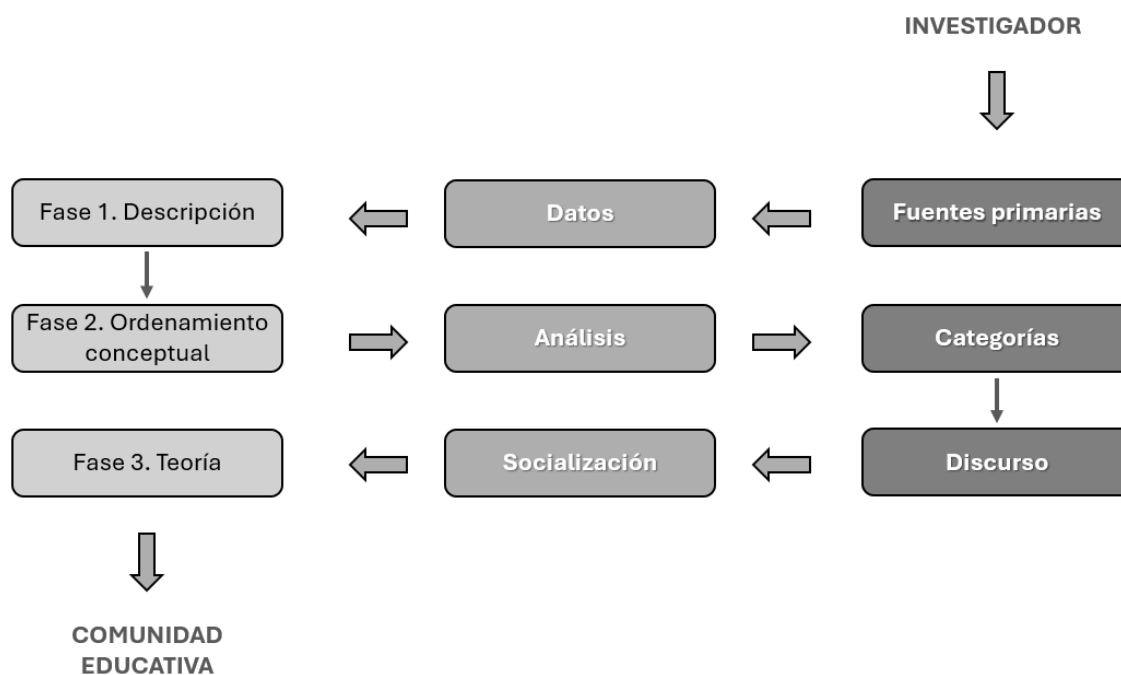 INVESTIGADOR
Fase 1. Descripción
Datos
Fuentes primarias
Fase 2. Ordenamiento
conceptual
Análisis
Categorías
Fase 3. Teoría
Socialización
Discurso
COMUNIDAD
EDUCATIVA